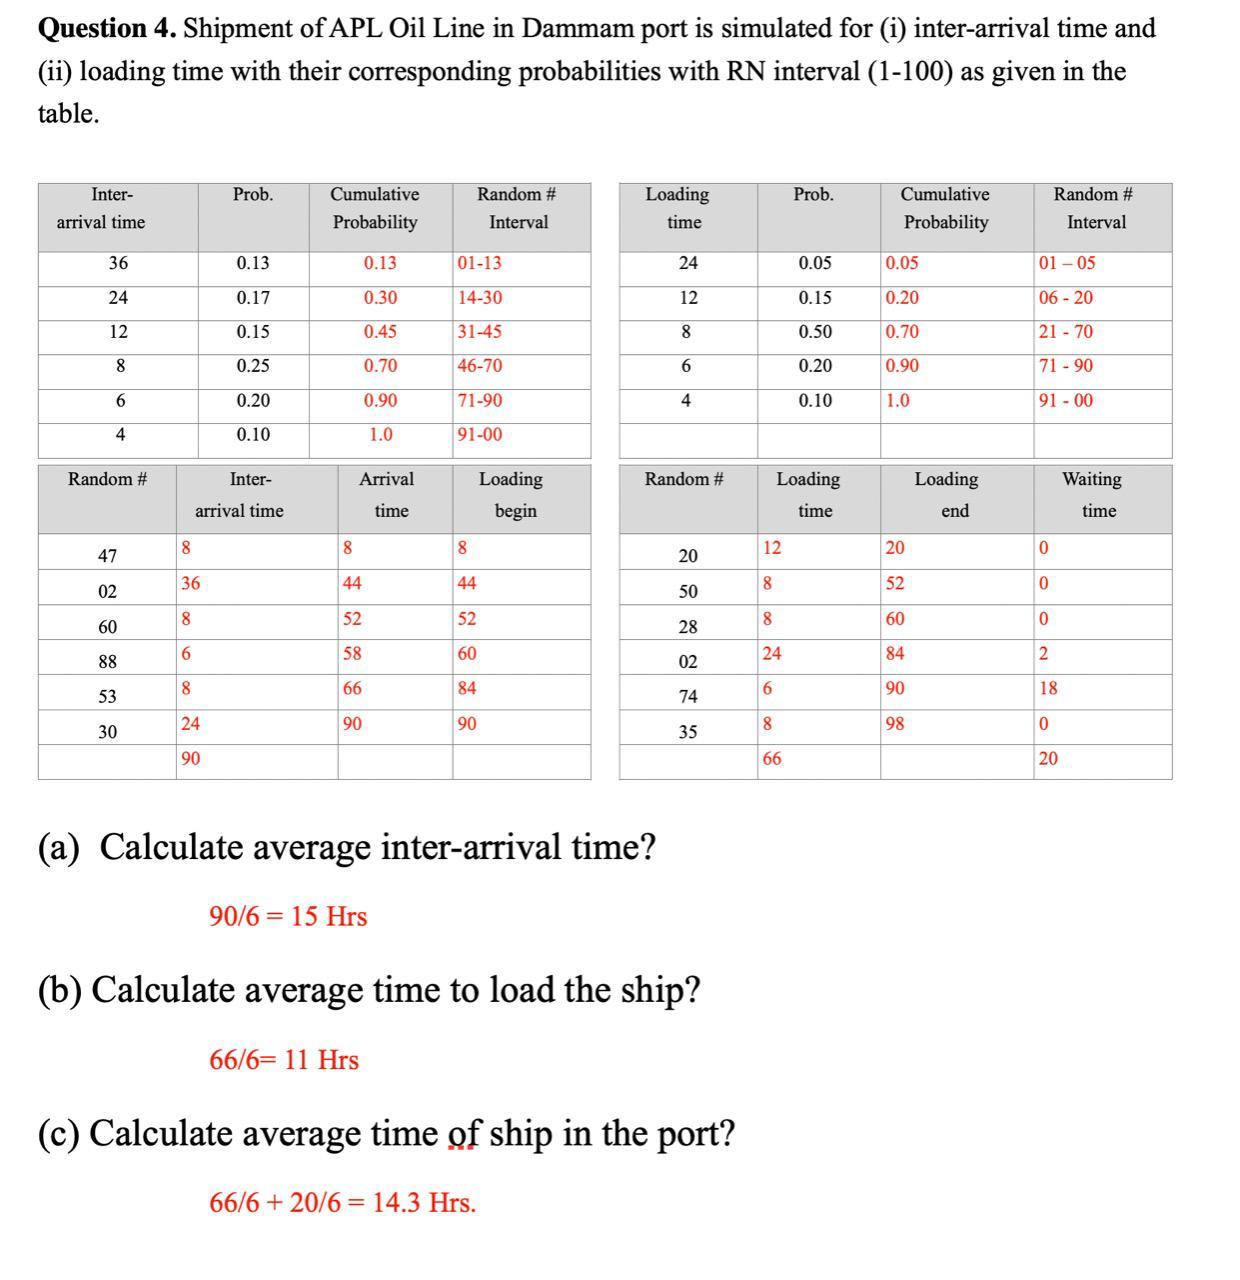 Question 4. Shipment of APL Oil Line in Dammam port is simulated for (i) inter-arrival time and
(ii) loading time with their corresponding probabilities with RN interval (1-100) as given in the
table.
Inter-arrival time Prob. Cumulative Probability Random # Interval
36 0.13 0.13 01-13
24 0.17 0.30 14-30
12 0.15 0.45 31-45
8 0.25 0.70 46-70
6 0.20 0.90 71-90
4 0.10 1.0 91-00
Loading time Prob. Cumulative Probability Random # Interval
24 0.05 0.05 01 – 05
12 0.15 0.20 06 - 20
8 0.50 0.70 21 - 70
6 0.20 0.90 71 - 90
4 0.10 1.0 91 - 00
Random # Inter-arrival time Arrival time Loading begin
47 8 8 8
02 36 44 44
60 8 52 52
88 6 58 60
53 8 66 84
30 24 90 90
90
Random # Loading time Loading end Waiting time
20 12 20 0
50 8 52 0
28 8 60 0
02 24 84 2
74 6 90 18
35 8 98 0
66 20
(a) Calculate average inter-arrival time?
90/6 = 15 Hrs
(b) Calculate average time to load the ship?
66/6= 11 Hrs
(c) Calculate average time of ship in the port?
66/6 + 20/6 = 14.3 Hrs.